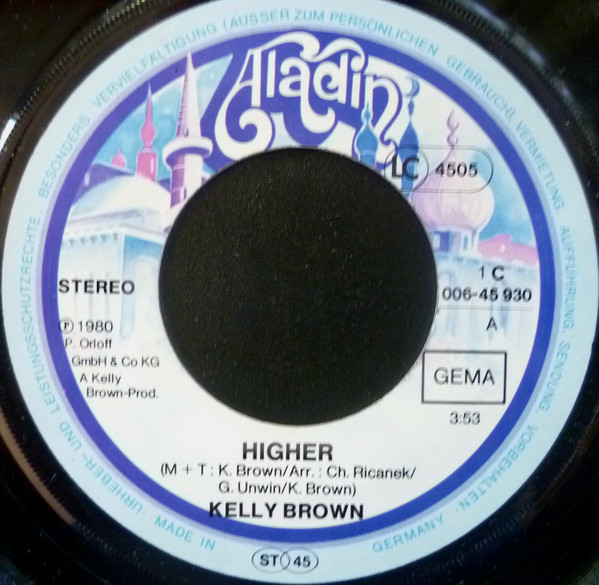 URHEBER- UND LEISTUNGSSCHUTZRECHTE, BESONDERS VERVIELFÄLTIGUNG (AUSSER ZUM PERSÖNLICHEN GEBRAUCH), VERMIETUNG, AUFFÜHRUNG, SENDUNG VORBEHALTEN ·
Aladin
LC 4505
STEREO
1 C
006-45 930
A
Ⓟ 1980
P. Orloff
GmbH & Co KG
A Kelly
Brown-Prod.
GEMA
3:53
HIGHER
(M + T : K. Brown/Arr. : Ch. Ricanek/
G. Unwin/K. Brown)
KELLY BROWN
MADE IN GERMANY ·
ST 45